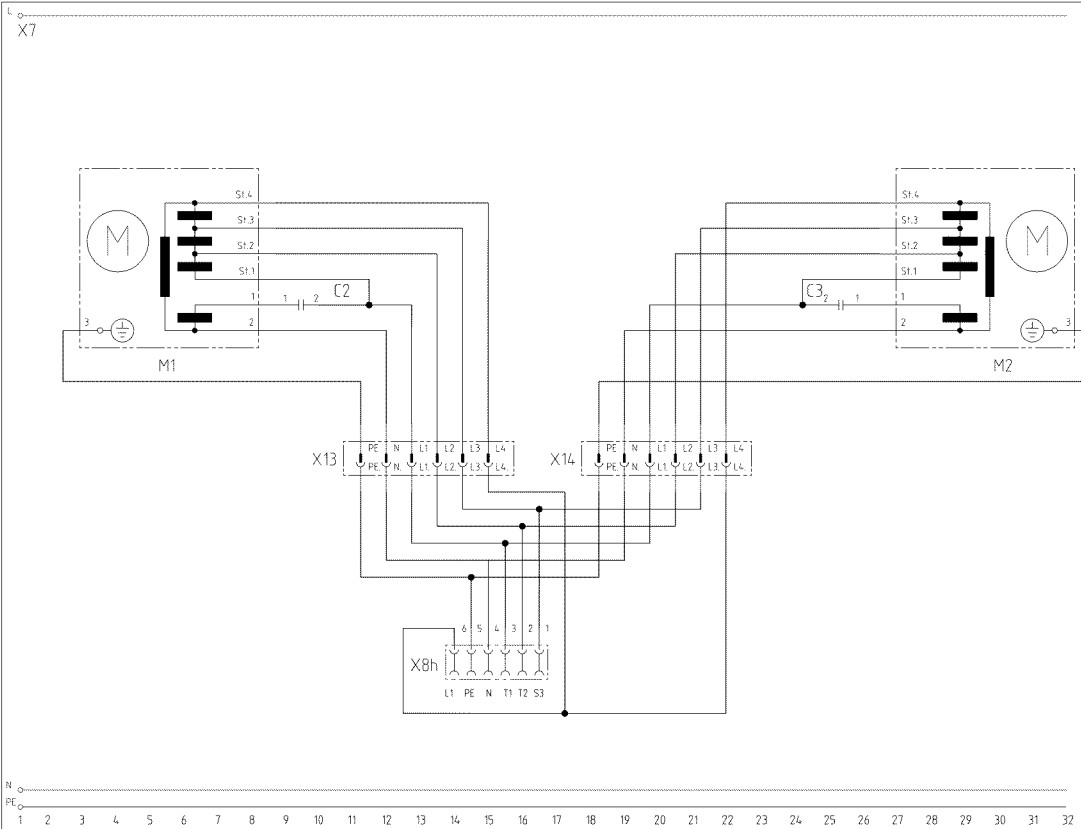 L
X7
St.4 St.4
St.3 St.3
M M
St.2 St.2
St.1 St.1
C2 C3
1 1 2 2 1 1
3 2 2 3
M1 M2
PE N L1 L2 L3 L4 PE N L1 L2 L3 L4
X13 X14
PE. N. L1. L2. L3. L4. PE. N. L1. L2. L3. L4.
6 5 4 3 2 1
X8h
L1 PE N T1 T2 S3
N
PE
1 2 3 4 5 6 7 8 9 10 11 12 13 14 15 16 17 18 19 20 21 22 23 24 25 26 27 28 29 30 31 32